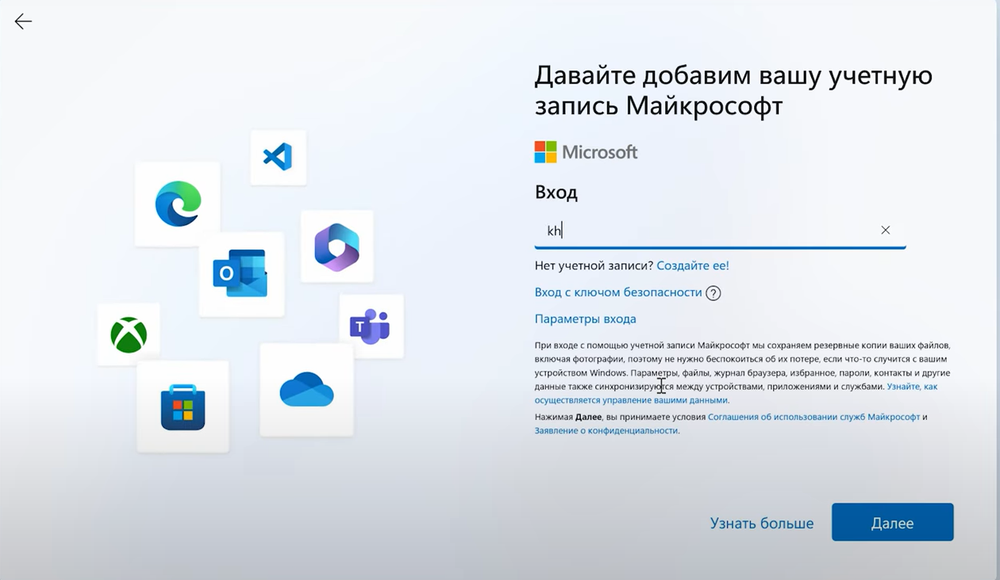 Давайте добавим вашу учетную
запись Майкрософт
Microsoft
Вход
kh
Нет учетной записи? Создайте ее!
Вход с ключом безопасности ?
Параметры входа
При входе с помощью учетной записи Майкрософт мы сохраняем резервные копии ваших файлов,
включая фотографии, поэтому не нужно беспокоиться об их потере, если что-то случится с вашим
устройством Windows. Параметры, файлы, журнал браузера, избранное, пароли, контакты и другие
данные также синхронизируются между устройствами, приложениями и службами. Узнайте, как
осуществляется управление вашими данными.
Нажимая Далее, вы принимаете условия Соглашения об использовании служб Майкрософт и
Заявление о конфиденциальности.
Узнать больше
Далее
O
T